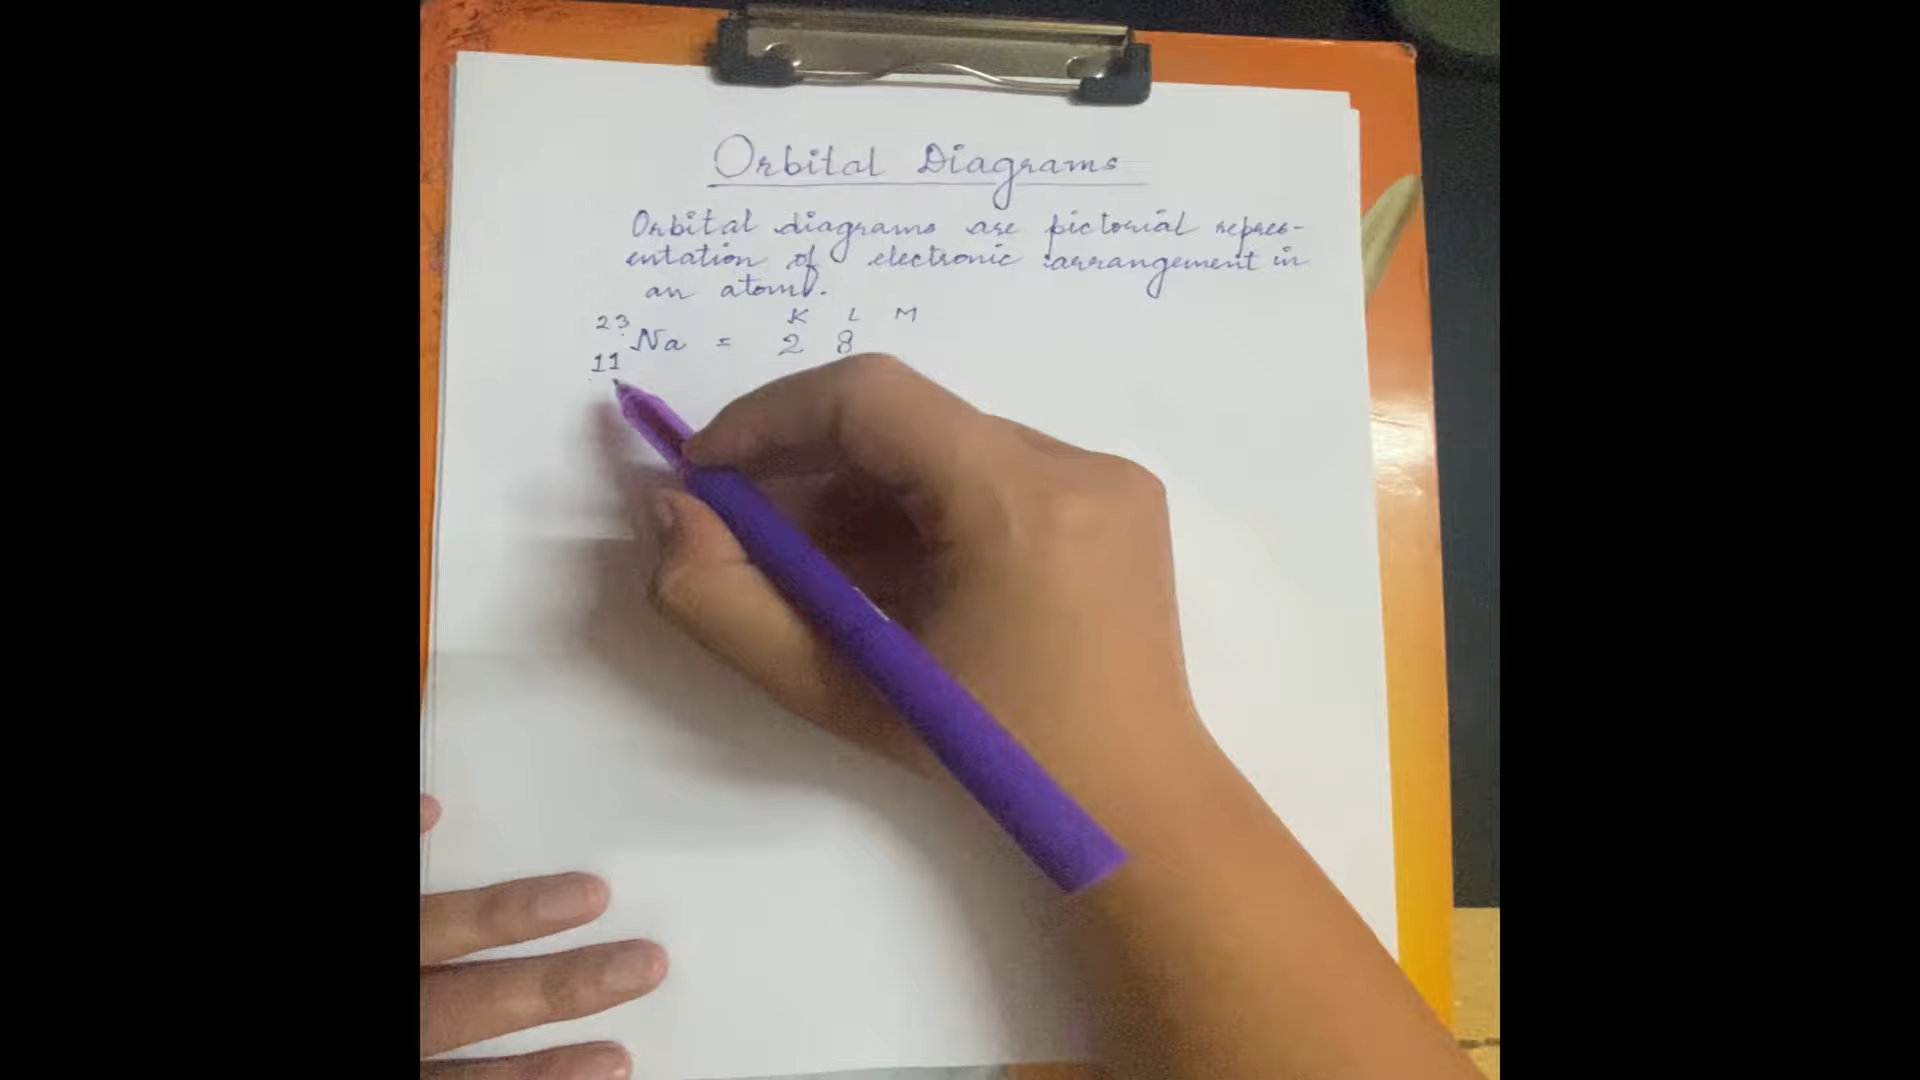 Orbital Diagrams
Orbital diagrams are pictorial repres-
entation of electronic arrangement in
an atom.
K L M
23
Na = 2 8
11